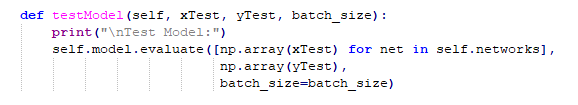 def testModel(self, xTest, yTest, batch_size):
print("\nTest Model:")
self.model.evaluate([np.array(xTest) for net in self.networks],
np.array(yTest),
batch_size=batch_size)